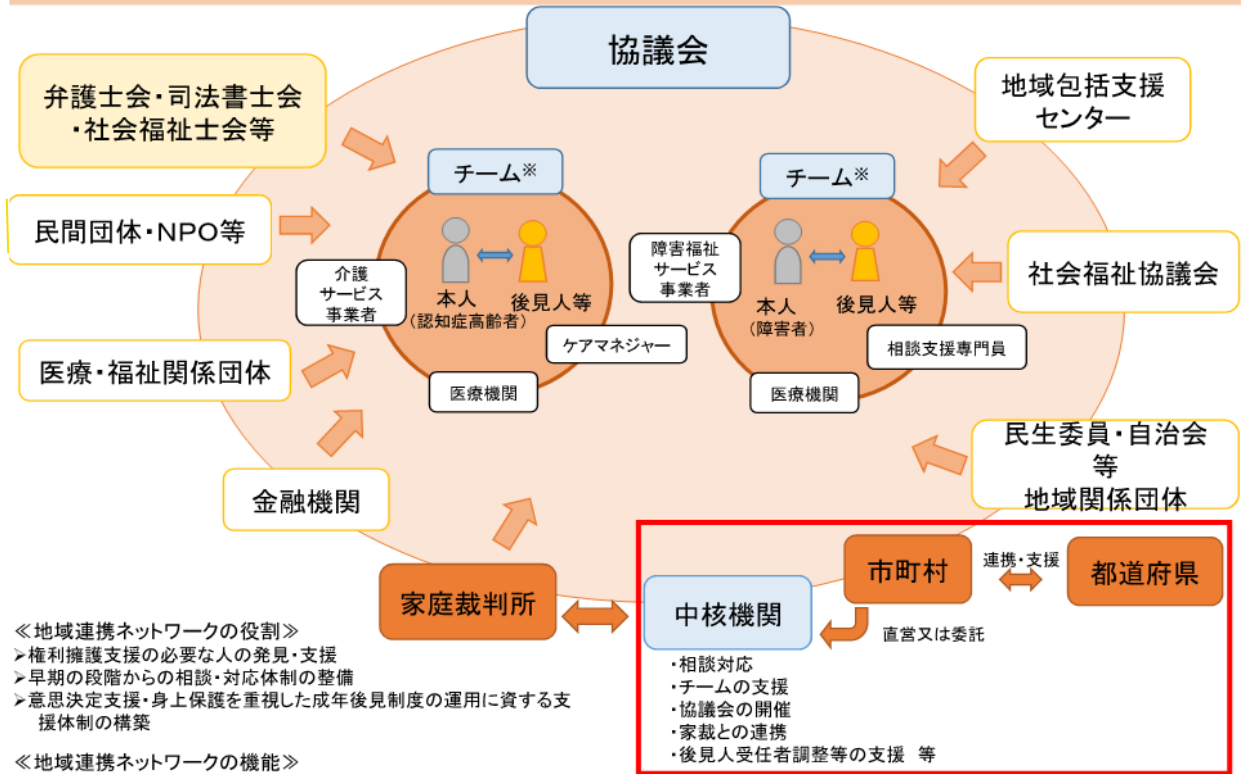 協議会
弁護士会・司法書士会
・社会福祉士会等
地域包括支援
センター
チーム※
チーム※
民間団体・NPO等
介護
サービス
事業者
本人
(認知症高齢者)
後見人等
ケアマネジャー
医療機関
障害福祉
サービス
事業者
本人
(障害者)
後見人等
相談支援専門員
医療機関
社会福祉協議会
医療・福祉関係団体
民生委員・自治会
等
地域関係団体
金融機関
家庭裁判所
中核機関
市町村
連携・支援
都道府県
直営又は委託
・相談対応
・チームの支援
・協議会の開催
・家裁との連携
・後見人受任者調整等の支援 等
≪地域連携ネットワークの役割≫
➢権利擁護支援の必要な人の発見・支援
➢早期の段階からの相談・対応体制の整備
➢意思決定支援・身上保護を重視した成年後見制度の運用に資する支
援体制の構築
≪地域連携ネットワークの機能≫